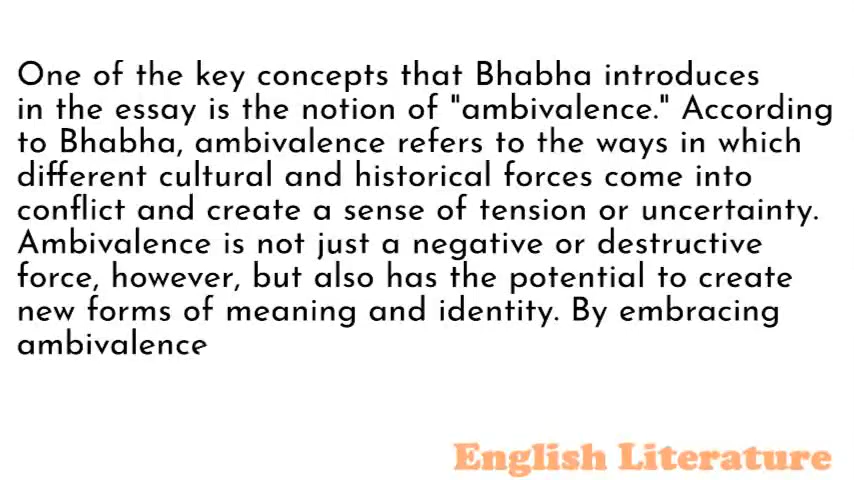 One of the key concepts that Bhabha introduces
in the essay is the notion of "ambivalence." According
to Bhabha, ambivalence refers to the ways in which
different cultural and historical forces come into
conflict and create a sense of tension or uncertainty.
Ambivalence is not just a negative or destructive
force, however, but also has the potential to create
new forms of meaning and identity. By embracing
ambivalence
English Literature